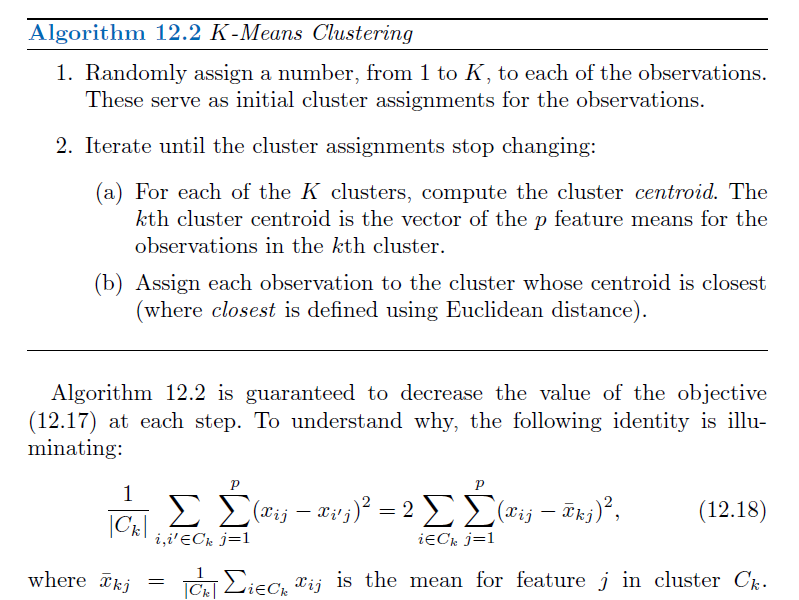 Algorithm 12.2 K-Means Clustering
1. Randomly assign a number, from 1 to K, to each of the observations.
These serve as initial cluster assignments for the observations.
2. Iterate until the cluster assignments stop changing:
(a) For each of the K clusters, compute the cluster centroid. The
kth cluster centroid is the vector of the p feature means for the
observations in the kth cluster.
(b) Assign each observation to the cluster whose centroid is closest
(where closest is defined using Euclidean distance).
Algorithm 12.2 is guaranteed to decrease the value of the objective
(12.17) at each step. To understand why, the following identity is illu-
minating:
\frac{1}{|C_k|} \sum_{i,i'∈C_k} \sum_{j=1}^{p} (x_{ij} − x_{i'j})^2 = 2 \sum_{i∈C_k} \sum_{j=1}^{p} (x_{ij} − \bar{x}_{kj})^2, (12.18)
where \bar{x}_{kj} = \frac{1}{|C_k|} \sum_{i∈C_k} x_{ij} is the mean for feature j in cluster C_k.